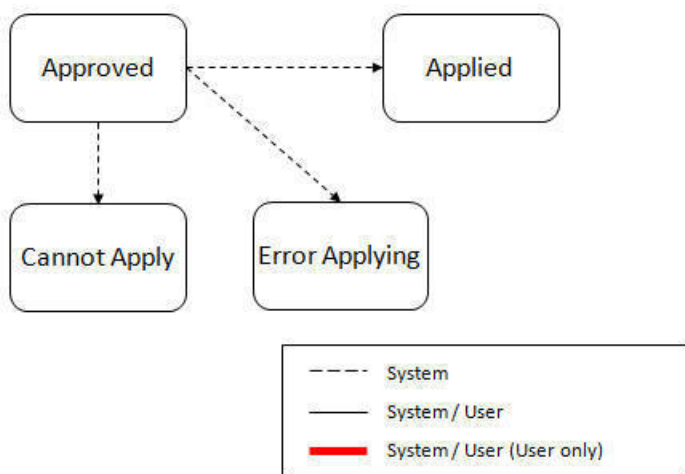 Approved
Applied
Cannot Apply
Error Applying
System
System / User
System / User (User only)